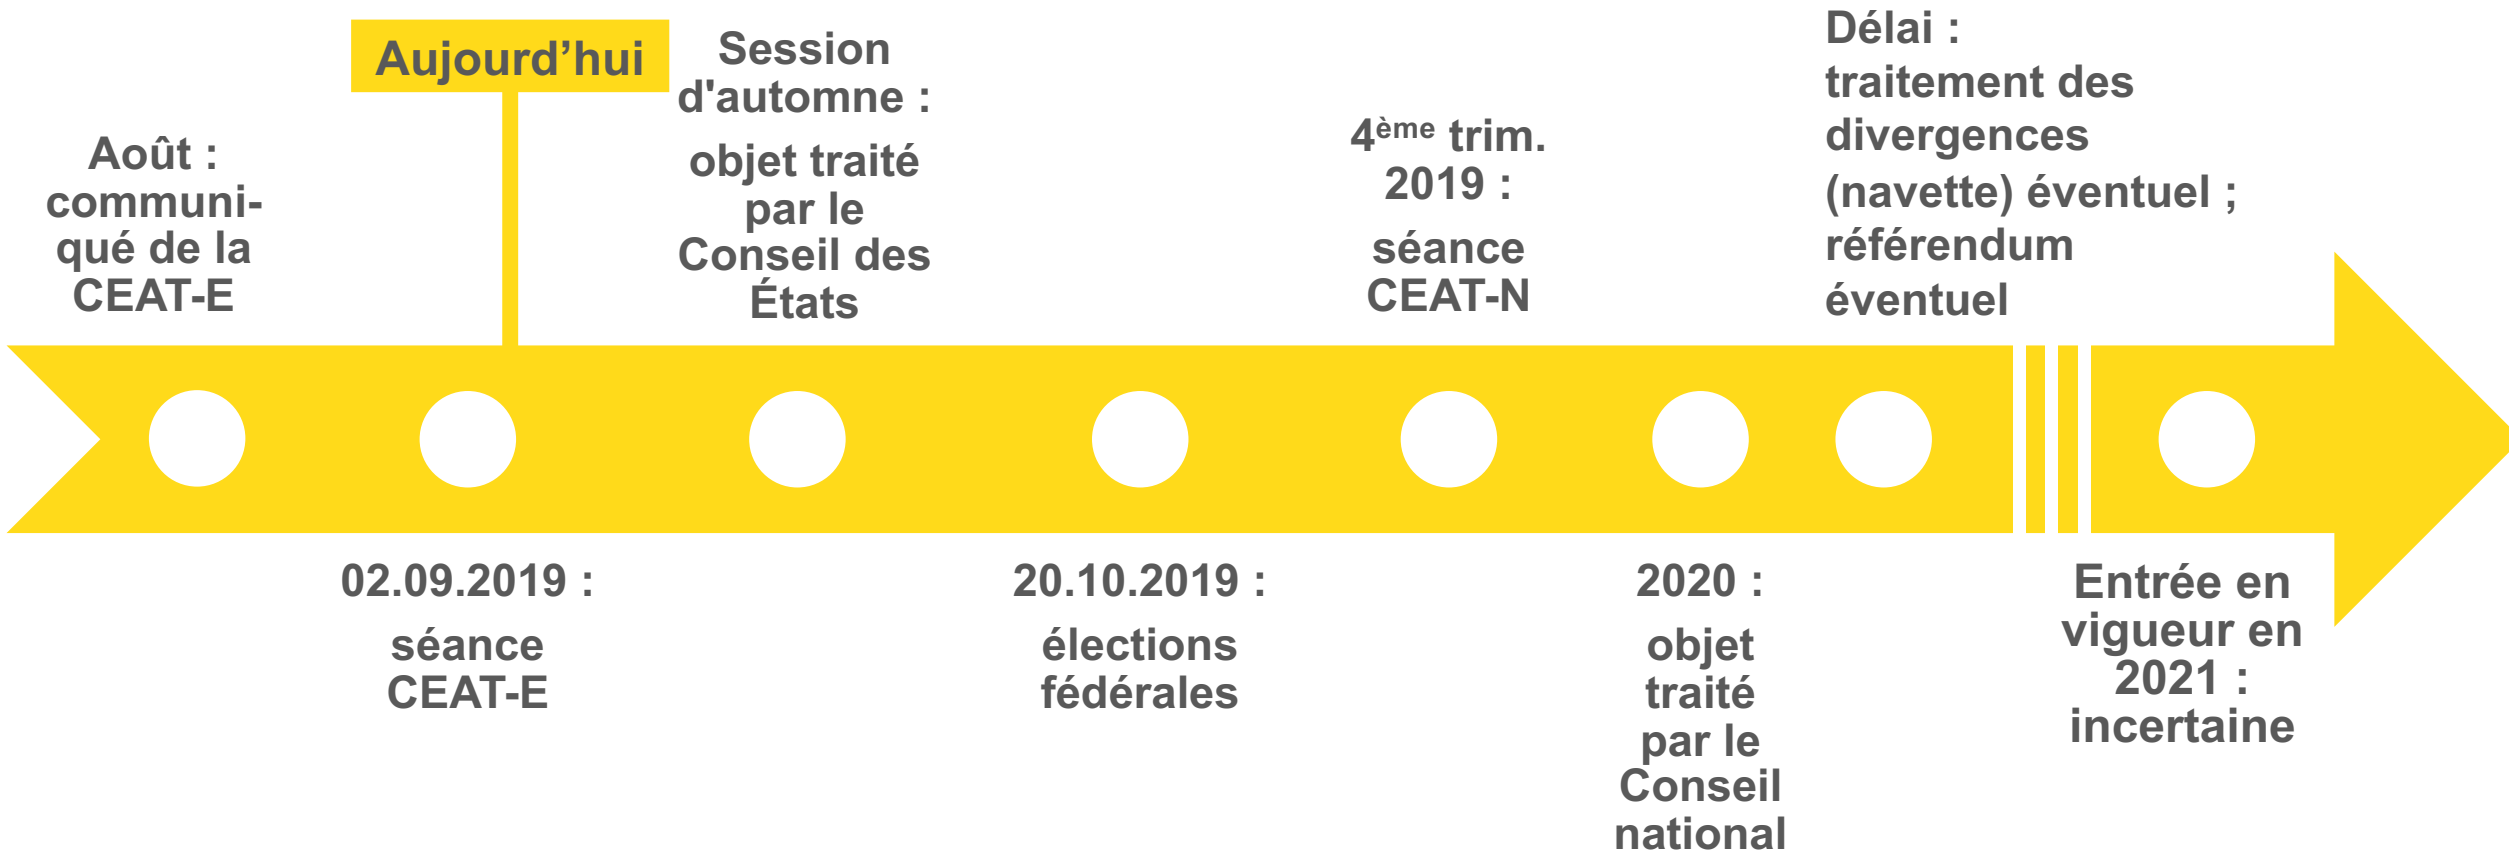 Aujourd’hui
Août :
communi-
qué de la
CEAT-E
Session
d'automne :
objet traité
par le
Conseil des
États
4ème trim.
2019 :
séance
CEAT-N
Délai :
traitement des
divergences
(navette) éventuel ;
référendum
éventuel
02.09.2019 :
séance
CEAT-E
20.10.2019 :
élections
fédérales
2020 :
objet
traité
par le
Conseil
national
Entrée en
vigueur en
2021 :
incertaine